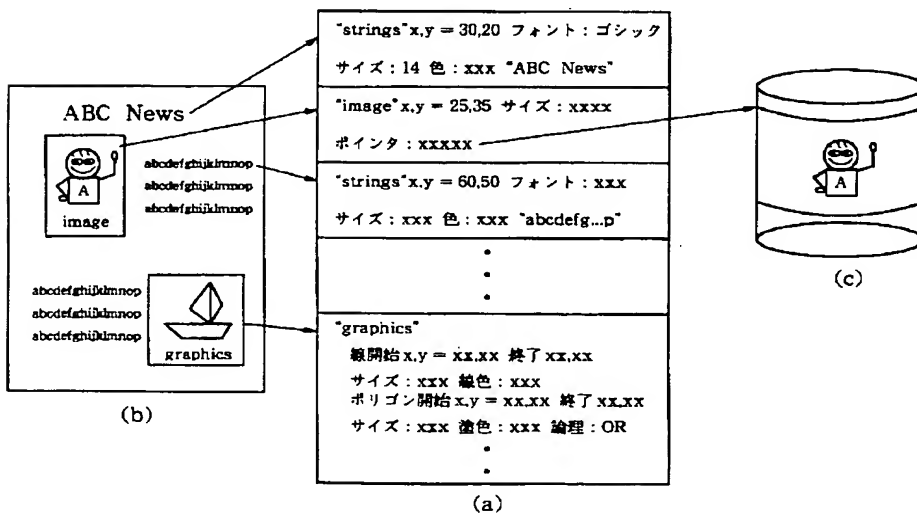 "strings"x,y = 30,20 フォント：ゴシック
サイズ：14 色：xxx "ABC News"
"image"x,y = 25,35 サイズ：xxxx
ポインタ：xxxxx
"strings"x,y = 60,50 フォント：xxx
サイズ：xxx 色：xxx "abcdefg...p"
"graphics"
線開始x,y = xx,xx 終了xx,xx
サイズ：xxx 線色：xxx
ポリゴン開始x,y = xx,xx 終了xx,xx
サイズ：xxx 塗色：xxx 論理：OR
(a)
ABC News
A
image
abcdefghijklmnop
abcdefghijklmnop
abcdefghijklmnop
abcdefghijklmnop
abcdefghijklmnop
abcdefghijklmnop
graphics
(b)
A
(c)